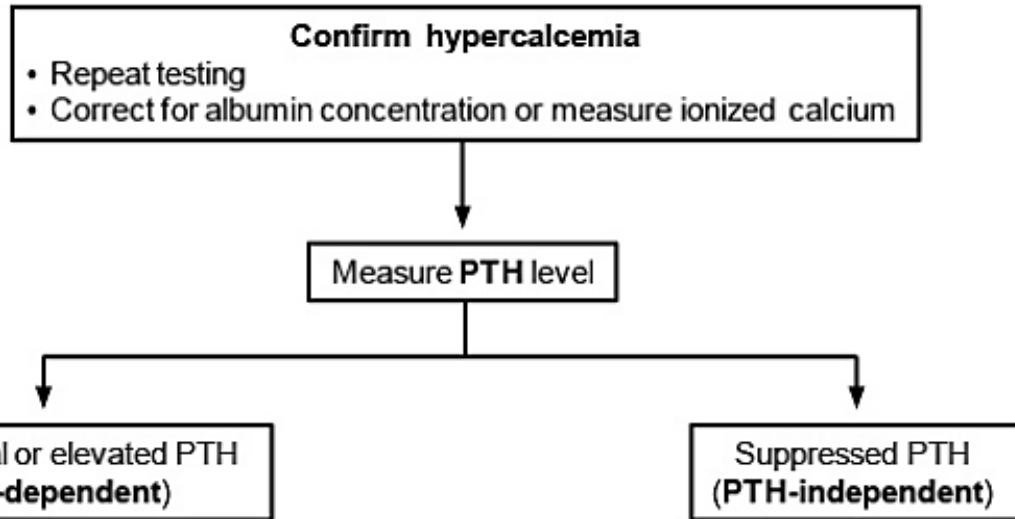 Confirm hypercalcemia
• Repeat testing
• Correct for albumin concentration or measure ionized calcium
Measure PTH level
or elevated PTH
-dependent)
Suppressed PTH
(PTH-independent)